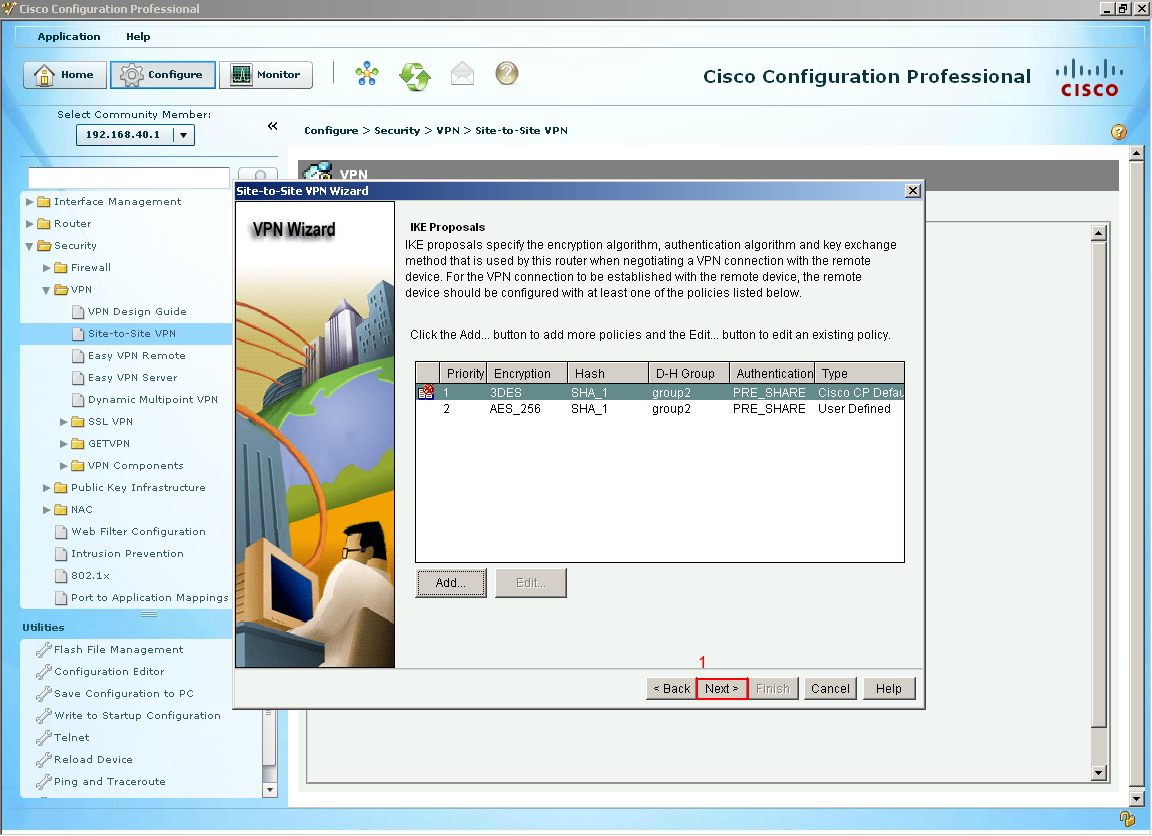 Cisco Configuration Professional
Application Help
Home Configure Monitor
Cisco Configuration Professional
CISCO
Select Community Member:
192.168.40.1
«
Configure > Security > VPN > Site-to-Site VPN
VPN
Interface Management
Router
Security
Firewall
VPN
VPN Design Guide
Site-to-Site VPN
Easy VPN Remote
Easy VPN Server
Dynamic Multipoint VPN
SSL VPN
GETVPN
VPN Components
Public Key Infrastructure
NAC
Web Filter Configuration
Intrusion Prevention
802.1x
Port to Application Mappings
Utilities
Flash File Management
Configuration Editor
Save Configuration to PC
Write to Startup Configuration
Telnet
Reload Device
Ping and Traceroute
Site-to-Site VPN Wizard
VPN Wizard
IKE Proposals
IKE proposals specify the encryption algorithm, authentication algorithm and key exchange
method that is used by this router when negotiating a VPN connection with the remote
device. For the VPN connection to be established with the remote device, the remote
device should be configured with at least one of the policies listed below.
Click the Add... button to add more policies and the Edit... button to edit an existing policy.
Priority Encryption Hash D-H Group Authentication Type
1 3DES SHA_1 group2 PRE_SHARE Cisco CP Defau
2 AES_256 SHA_1 group2 PRE_SHARE User Defined
Add... Edit...
1
< Back Next > Finish Cancel Help